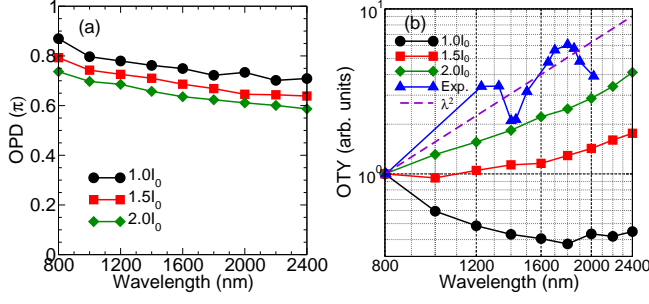 (a)
OPD (π)
1
0.8
0.6
0.4
0.2
0
1.0I₀
1.5I₀
2.0I₀
800 1200 1600 2000 2400
Wavelength (nm)
(b)
OTY (arb. units)
10¹
10⁰
1.0I₀
1.5I₀
2.0I₀
Exp.
λ²
800 1200 1600 2000 2400
Wavelength (nm)